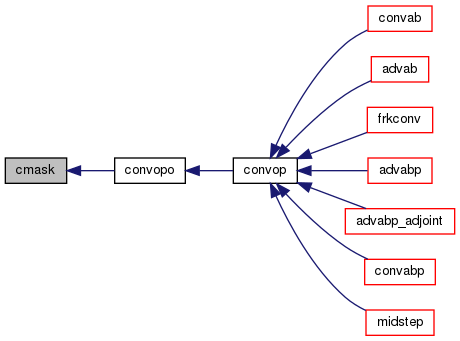 convab
advab
frkconv
cmask
convopo
convop
advabp
advabp_adjoint
convabp
midstep